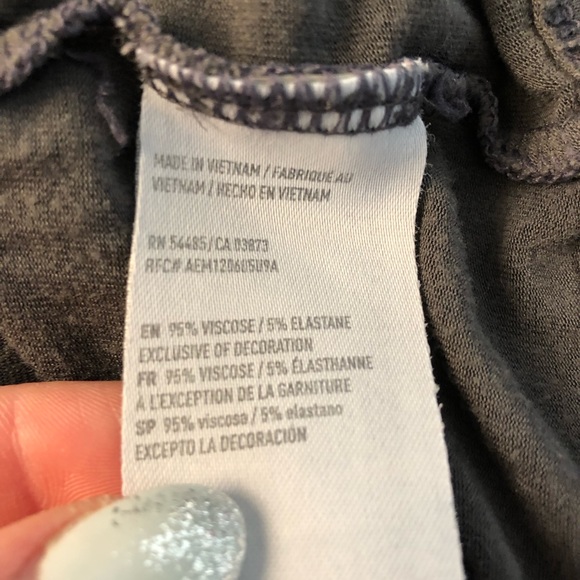 MADE IN VIETNAM / FABRIQUE AU
VIETNAM / HECHO EN VIETNAM
RN 54485/CA 03873
RFC# AEM120605U9A
EN 95% VISCOSE / 5% ELASTANE
EXCLUSIVE OF DECORATION
FR 95% VISCOSE / 5% ÉLASTHANNE
À L'EXCEPTION DE LA GARNITURE
SP 95% viscosa / 5% elastano
EXCEPTO LA DECORACIÓN